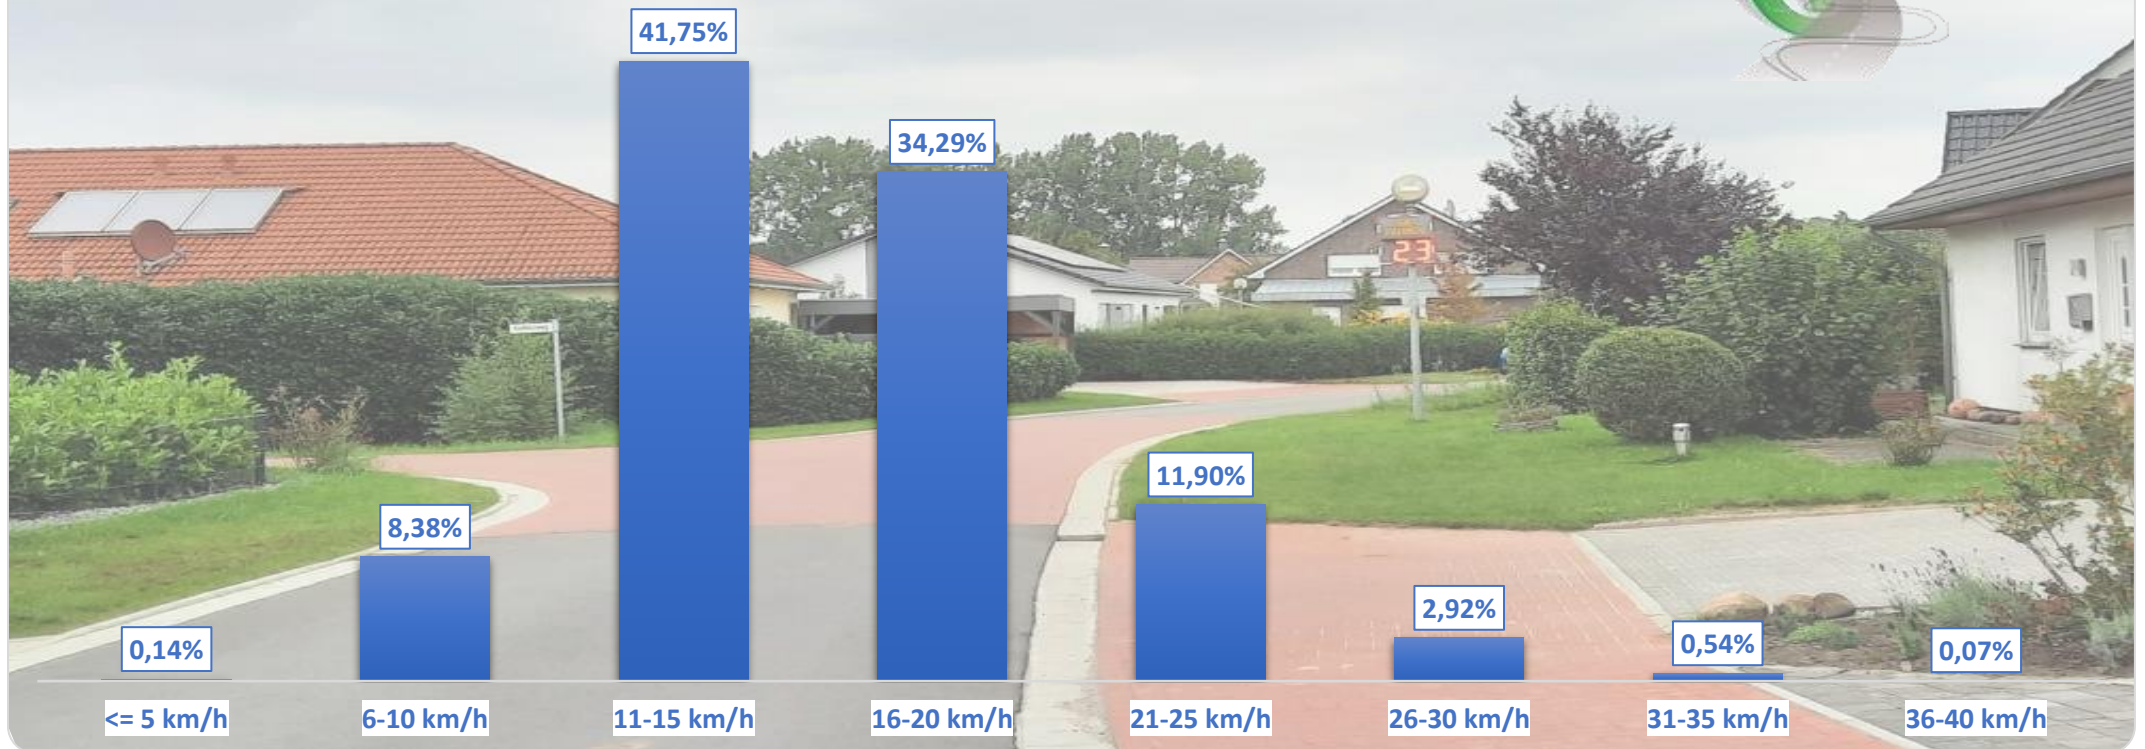 41,75%
34,29%
23
11,90%
8,38%
2,92%
0,14%
0,54%
0,07%
<= 5 km/h
6-10 km/h
11-15 km/h
16-20 km/h
21-25 km/h
26-30 km/h
31-35 km/h
36-40 km/h